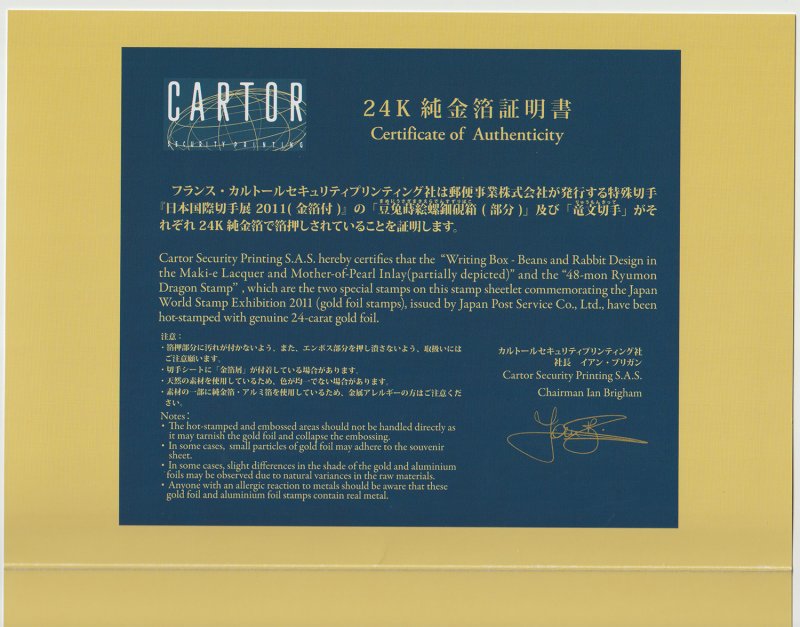 CARTOR
SECURITY PRINTING
24K 純金箔証明書
Certificate of Authenticity
フランス・カルトールセキュリティプリンティング社は郵便事業株式会社が発行する特殊切手
『日本国際切手展 2011(金箔付)』の「豆兎蒔絵螺鈿硯箱(部分)」及び「竜文切手」がそ
れぞれ 24K 純金箔で箔押しされていることを証明します。
Cartor Security Printing S.A.S. hereby certifies that the “Writing Box - Beans and Rabbit Design in
the Maki-e Lacquer and Mother-of-Pearl Inlay(partially depicted)” and the “48-mon Ryumon
Dragon Stamp” , which are the two special stamps on this stamp sheetlet commemorating the Japan
World Stamp Exhibition 2011 (gold foil stamps), issued by Japan Post Service Co., Ltd., have been
hot-stamped with genuine 24-carat gold foil.
注意：
・箔押部分に汚れが付かないよう、また、エンボス部分を押し潰さないよう、取扱いには
ご注意願います。
・切手シートに「金箔屑」が付着している場合があります。
・天然の素材を使用しているため、色が均一でない場合があります。
・素材の一部に純金箔・アルミ箔を使用しているため、金属アレルギーの方はご注意くだ
さい。
Notes :
・The hot-stamped and embossed areas should not be handled directly as
it may tarnish the gold foil and collapse the embossing.
・In some cases, small particles of gold foil may adhere to the souvenir
sheet.
・In some cases, slight differences in the shade of the gold and aluminium
foils may be observed due to natural variances in the raw materials.
・Anyone with an allergic reaction to metals should be aware that these
gold foil and aluminium foil stamps contain real metal.
カルトールセキュリティプリンティング社
社長 イアン・ブリガン
Cartor Security Printing S.A.S.
Chairman Ian Brigham